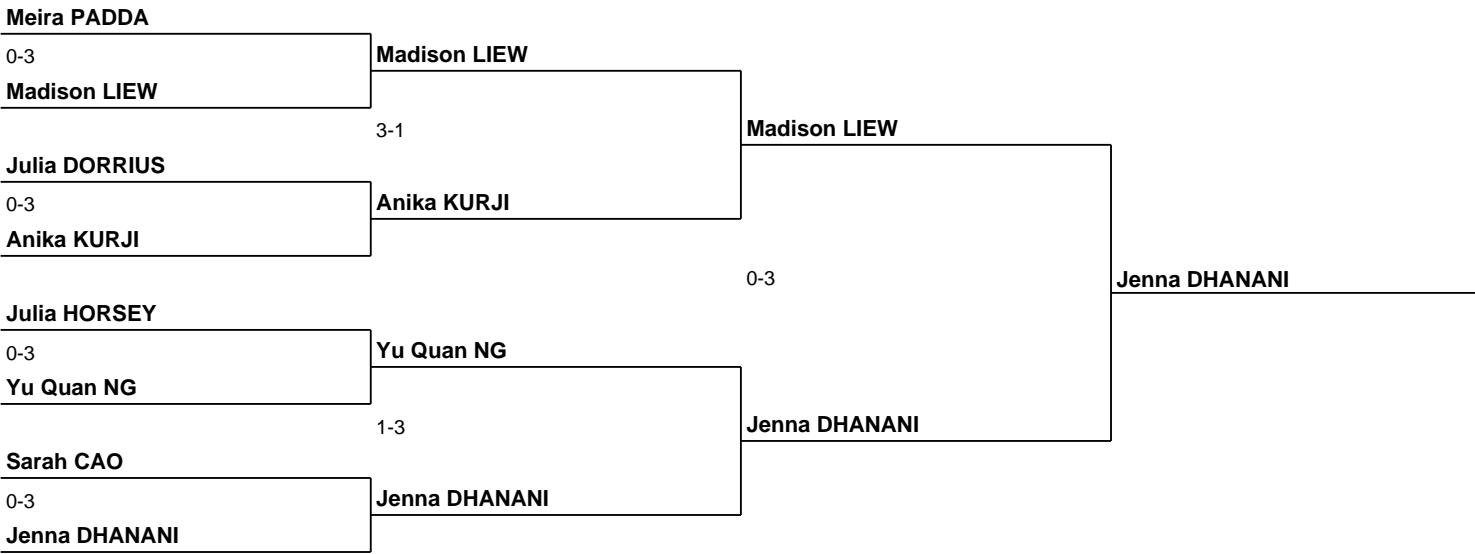 Meira PADDA
0-3
Madison LIEW
Madison LIEW
3-1
Madison LIEW
Julia DORRIUS
0-3
Anika KURJI
Anika KURJI
0-3
Jenna DHANANI
Julia HORSEY
0-3
Yu Quan NG
Yu Quan NG
1-3
Jenna DHANANI
Sarah CAO
0-3
Jenna DHANANI
Jenna DHANANI